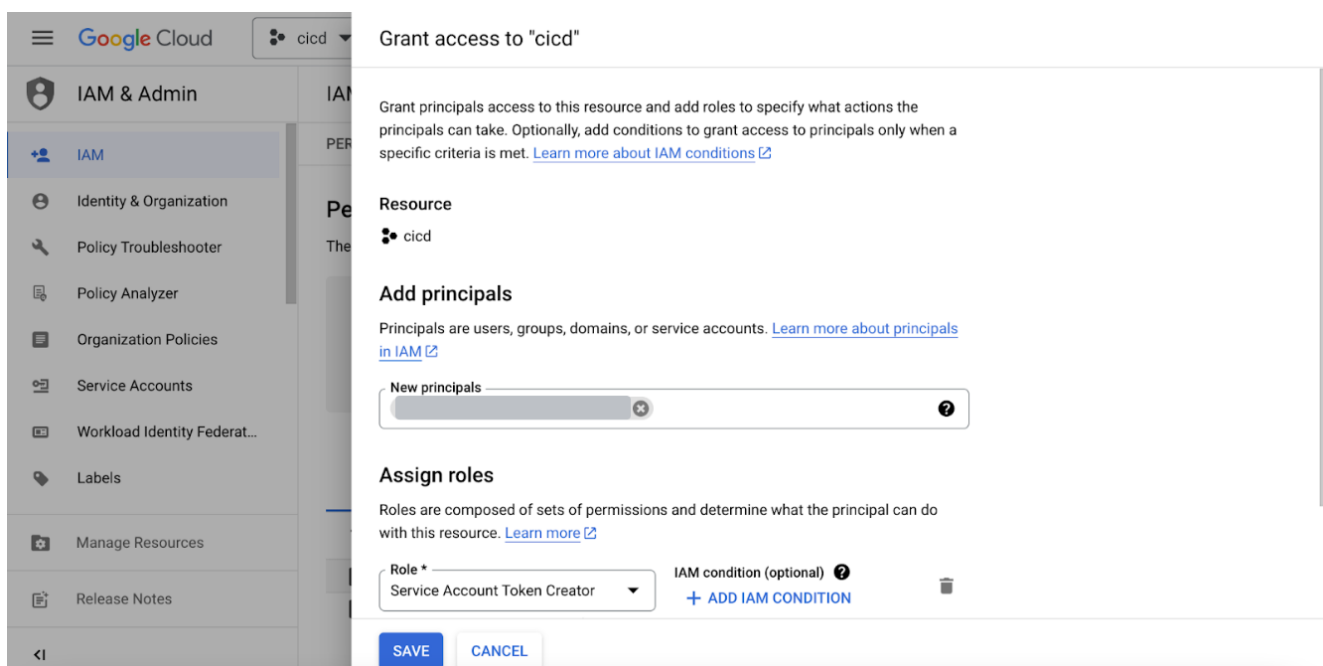 Google Cloud
cicd
IAM & Admin
IAM
Identity & Organization
Policy Troubleshooter
Policy Analyzer
Organization Policies
Service Accounts
Workload Identity Federat...
Labels
Manage Resources
Release Notes
IAM
PER
Pe
The
Grant access to "cicd"
Grant principals access to this resource and add roles to specify what actions the
principals can take. Optionally, add conditions to grant access to principals only when a
specific criteria is met. Learn more about IAM conditions
Resource
cicd
Add principals
Principals are users, groups, domains, or service accounts. Learn more about principals
in IAM
New principals
Assign roles
Roles are composed of sets of permissions and determine what the principal can do
with this resource. Learn more
Role *
Service Account Token Creator
IAM condition (optional)
+ ADD IAM CONDITION
SAVE
CANCEL